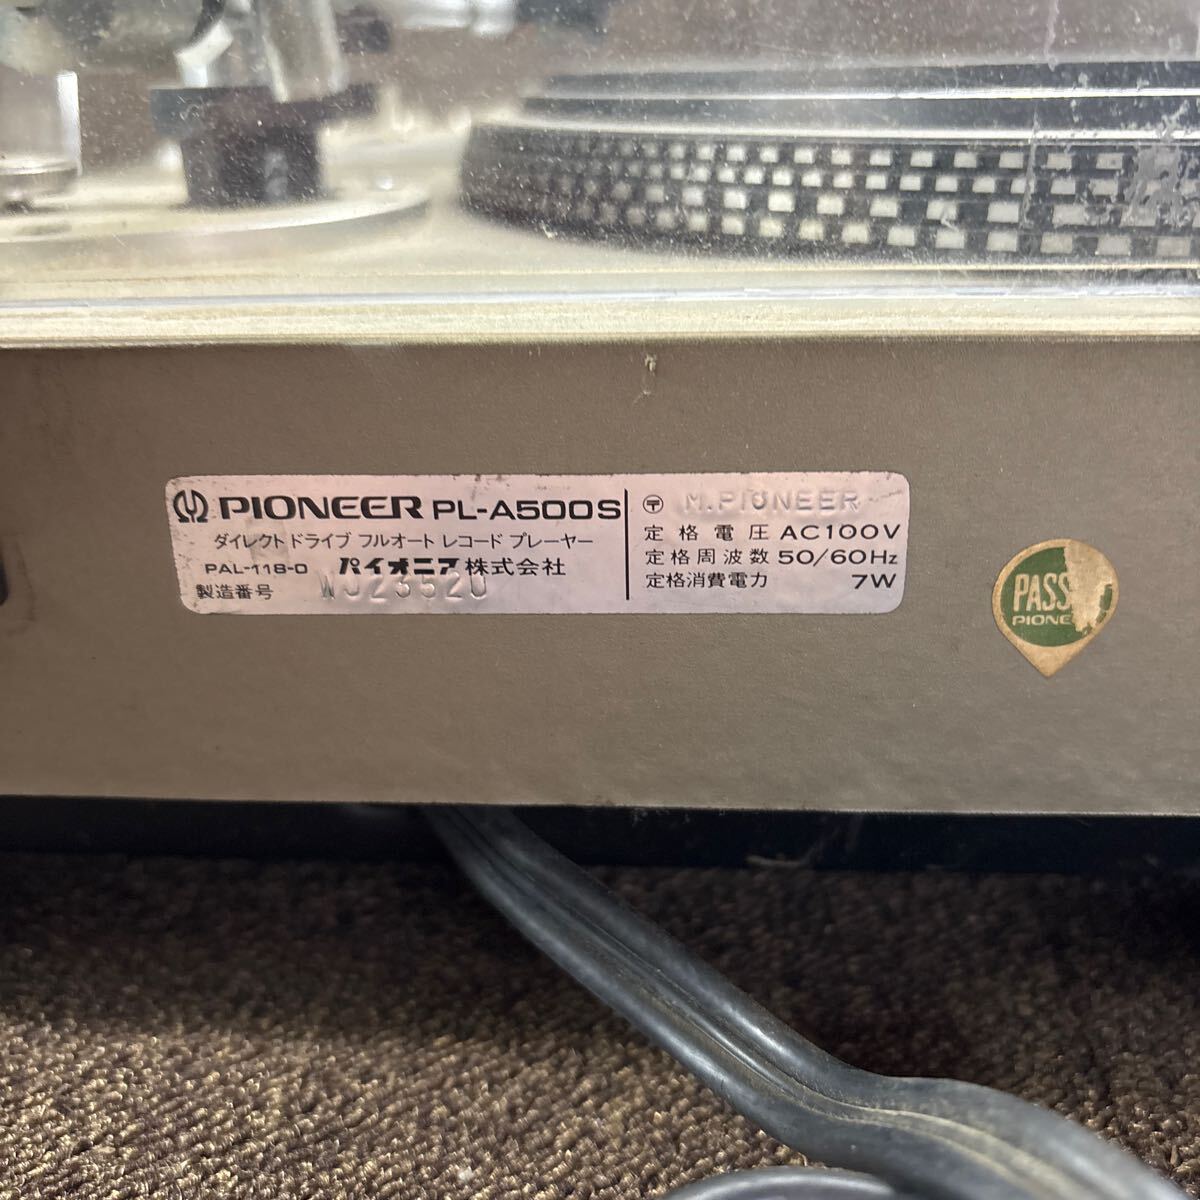 PIONEER PL-A500S
ダイレクトドライブ フルオート レコード プレーヤー
PAL-118-0 パイオニア株式会社
製造番号 WJ23520
〒 M.PIONEER
定格電圧 AC100V
定格周波数 50/60Hz
定格消費電力 7W
PASS
PIONE